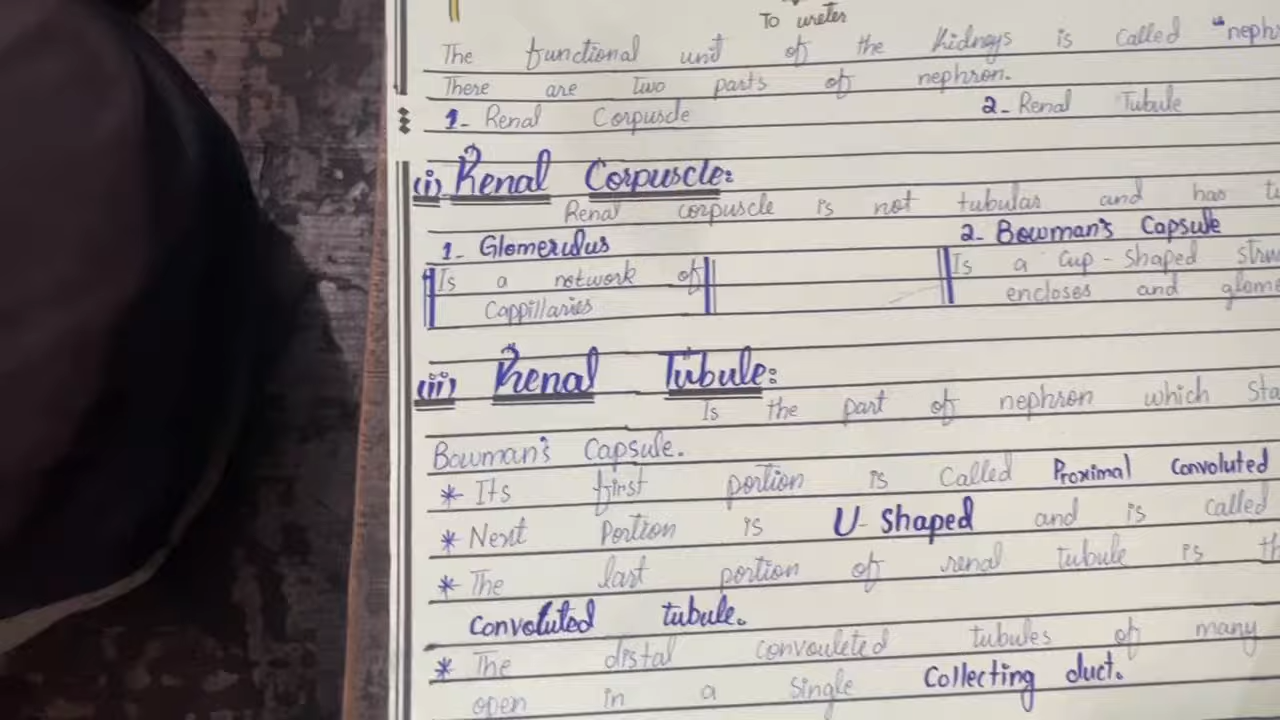 To ureter
The functional unit of the kidneys is called "neph
There are Two parts of nephron.
1- Renal Corpuscle 2- Renal Tubule
(i) Renal Corpuscle:
Renal corpuscle is not tubular and has
1- Glomerulus 2- Bowman's Capsule
Is a network of Is a Cup-shaped stru
Cappillaries encloses and glome
(ii) Renal Tubule:
Is the part of nephron which sta
Bowman's Capsule.
* Its first portion is called Proximal Convoluted
* Next Portion is U-Shaped and is called
* The last portion of renal tubule is th
Convoluted tubule.
* The distal convouleted tubules of many
open in a single Collecting duct.